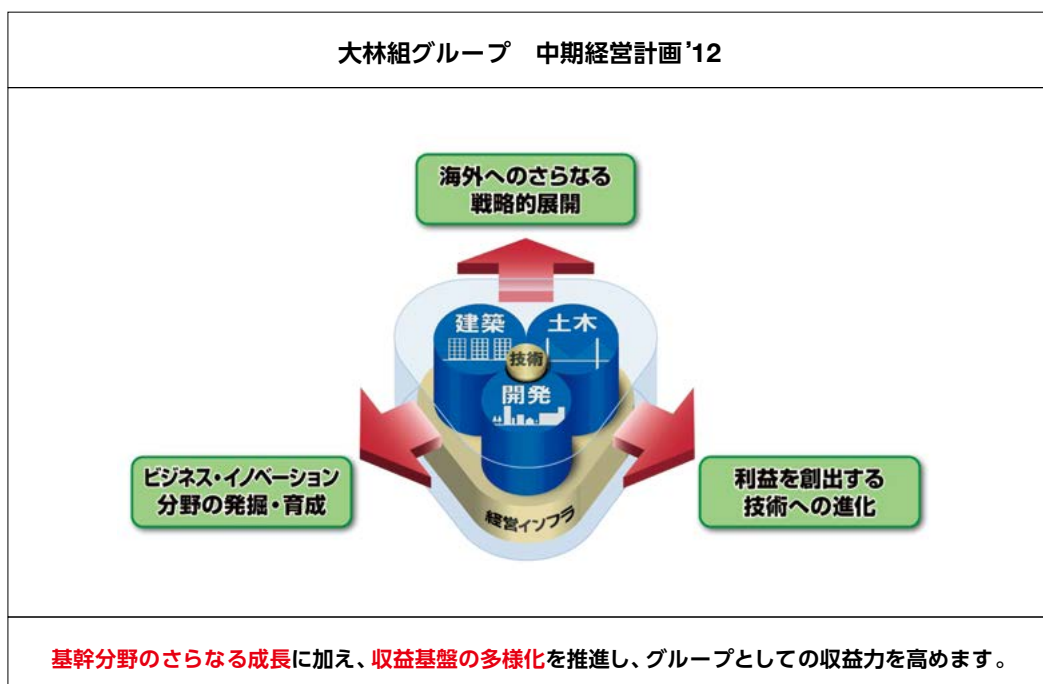 大林組グループ　中期経営計画’12
海外へのさらなる
戦略的展開
建築
土木
技術
開発
ビジネス・イノベーション
分野の発掘・育成
利益を創出する
技術への進化
経営インフラ
基幹分野のさらなる成長に加え、収益基盤の多様化を推進し、グループとしての収益力を高めます。